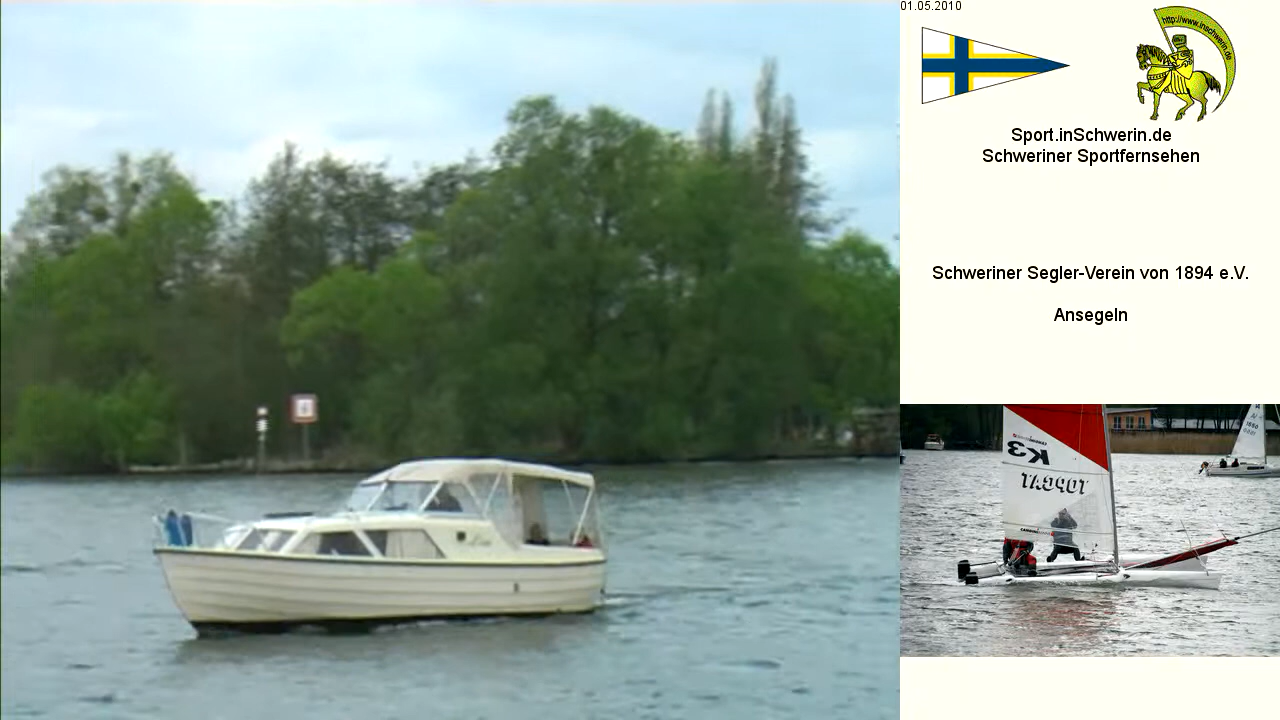 01.05.2010
http://www.inschwerin.de
Sport.inSchwerin.de
Schweriner Sportfernsehen
Schweriner Segler-Verein von 1894 e.V.
Ansegeln
K3
TOPCAT
1550